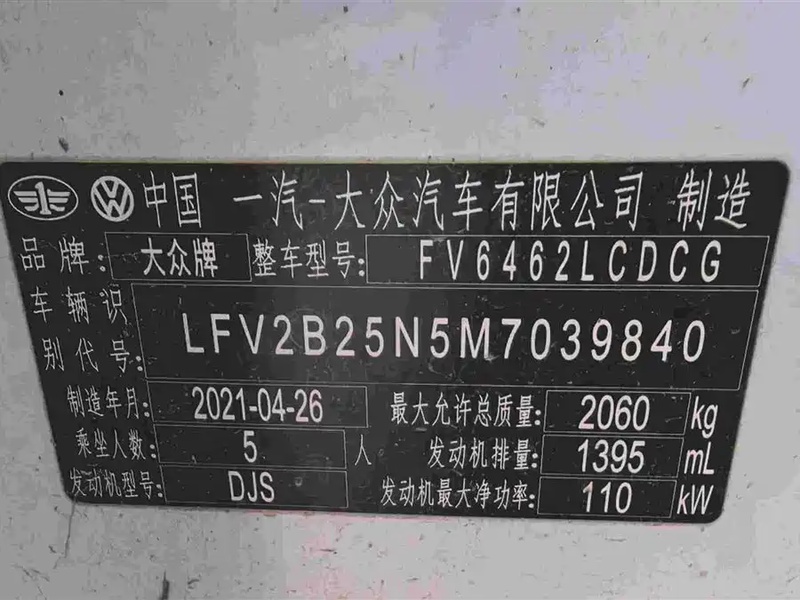 中国 一汽-大众汽车有限公司 制造
品牌: 大众牌 整车型号: FV6462LCDCG
车辆识别代号: LFV2B25N5M7039840
制造年月: 2021-04-26 最大允许总质量: 2060 kg
乘坐人数: 5 人 发动机排量: 1395 mL
发动机型号: DJS 发动机最大净功率: 110 kW